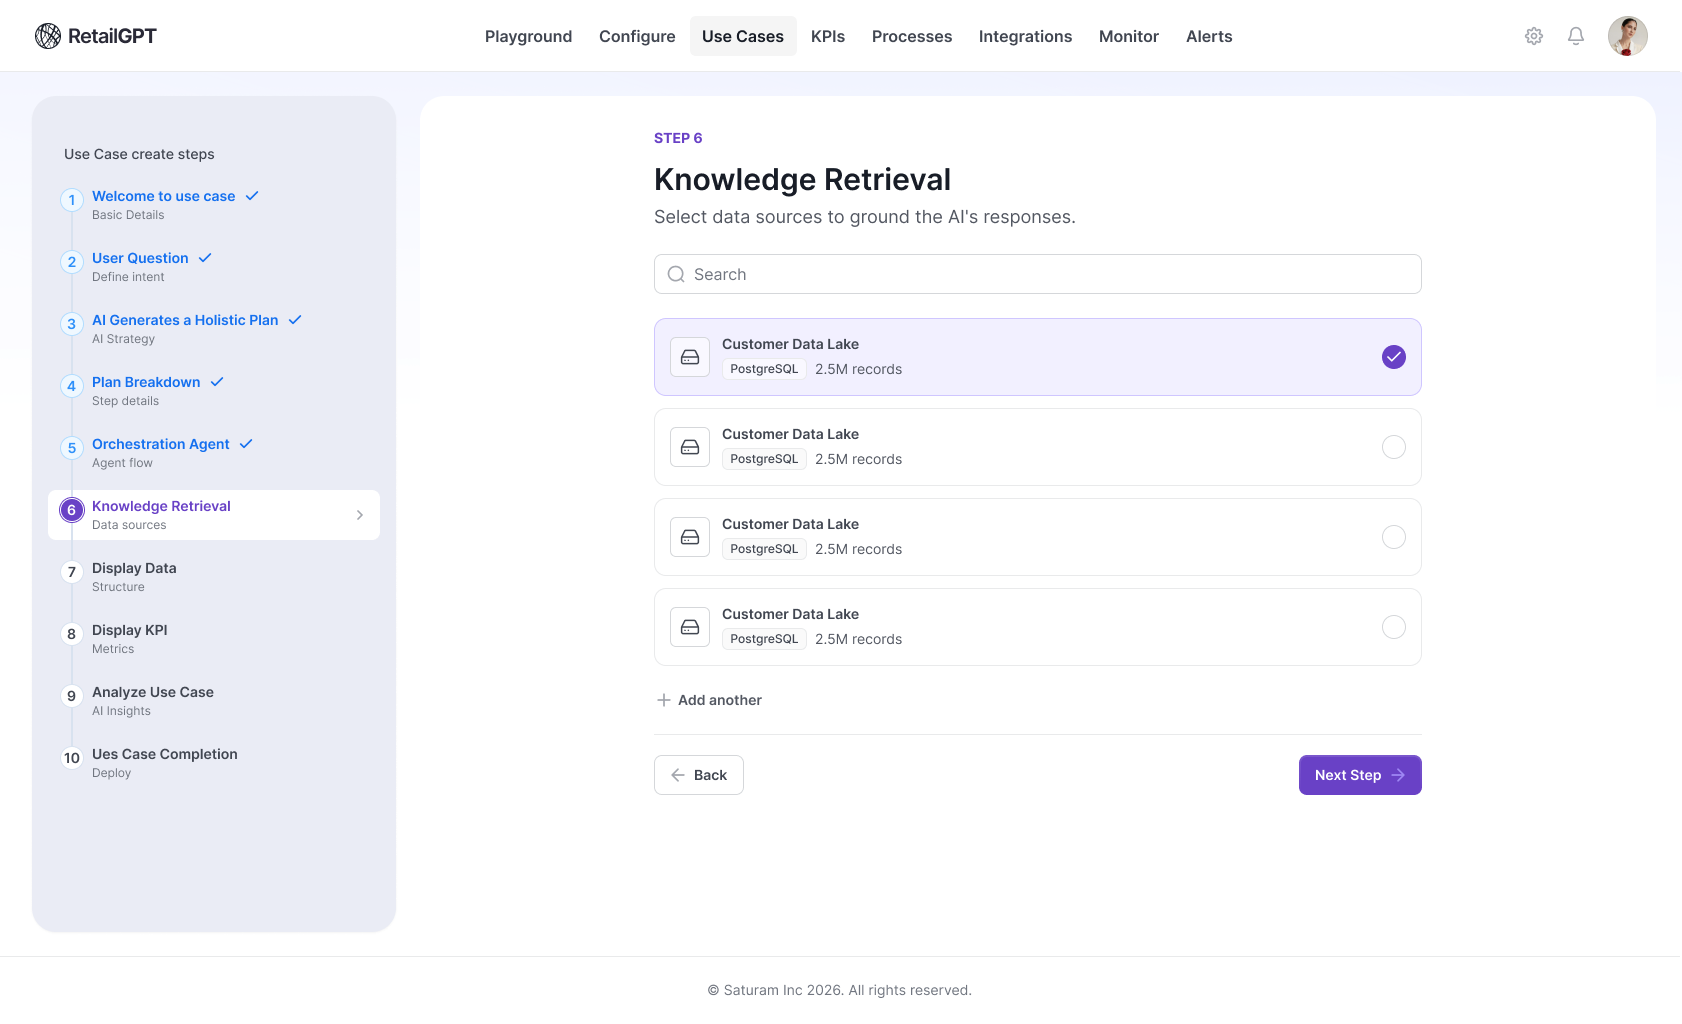 RetailGPT
Playground
Configure
Use Cases
KPIs
Processes
Integrations
Monitor
Alerts
Use Case create steps
1
Welcome to use case
Basic Details
2
User Question
Define intent
3
AI Generates a Holistic Plan
AI Strategy
4
Plan Breakdown
Step details
5
Orchestration Agent
Agent flow
6
Knowledge Retrieval
Data sources
7
Display Data
Structure
8
Display KPI
Metrics
9
Analyze Use Case
AI Insights
10
Ues Case Completion
Deploy
STEP 6
Knowledge Retrieval
Select data sources to ground the AI's responses.
Search
Customer Data Lake
PostgreSQL 2.5M records
Customer Data Lake
PostgreSQL 2.5M records
Customer Data Lake
PostgreSQL 2.5M records
Customer Data Lake
PostgreSQL 2.5M records
Add another
Back
Next Step
© Saturam Inc 2026. All rights reserved.